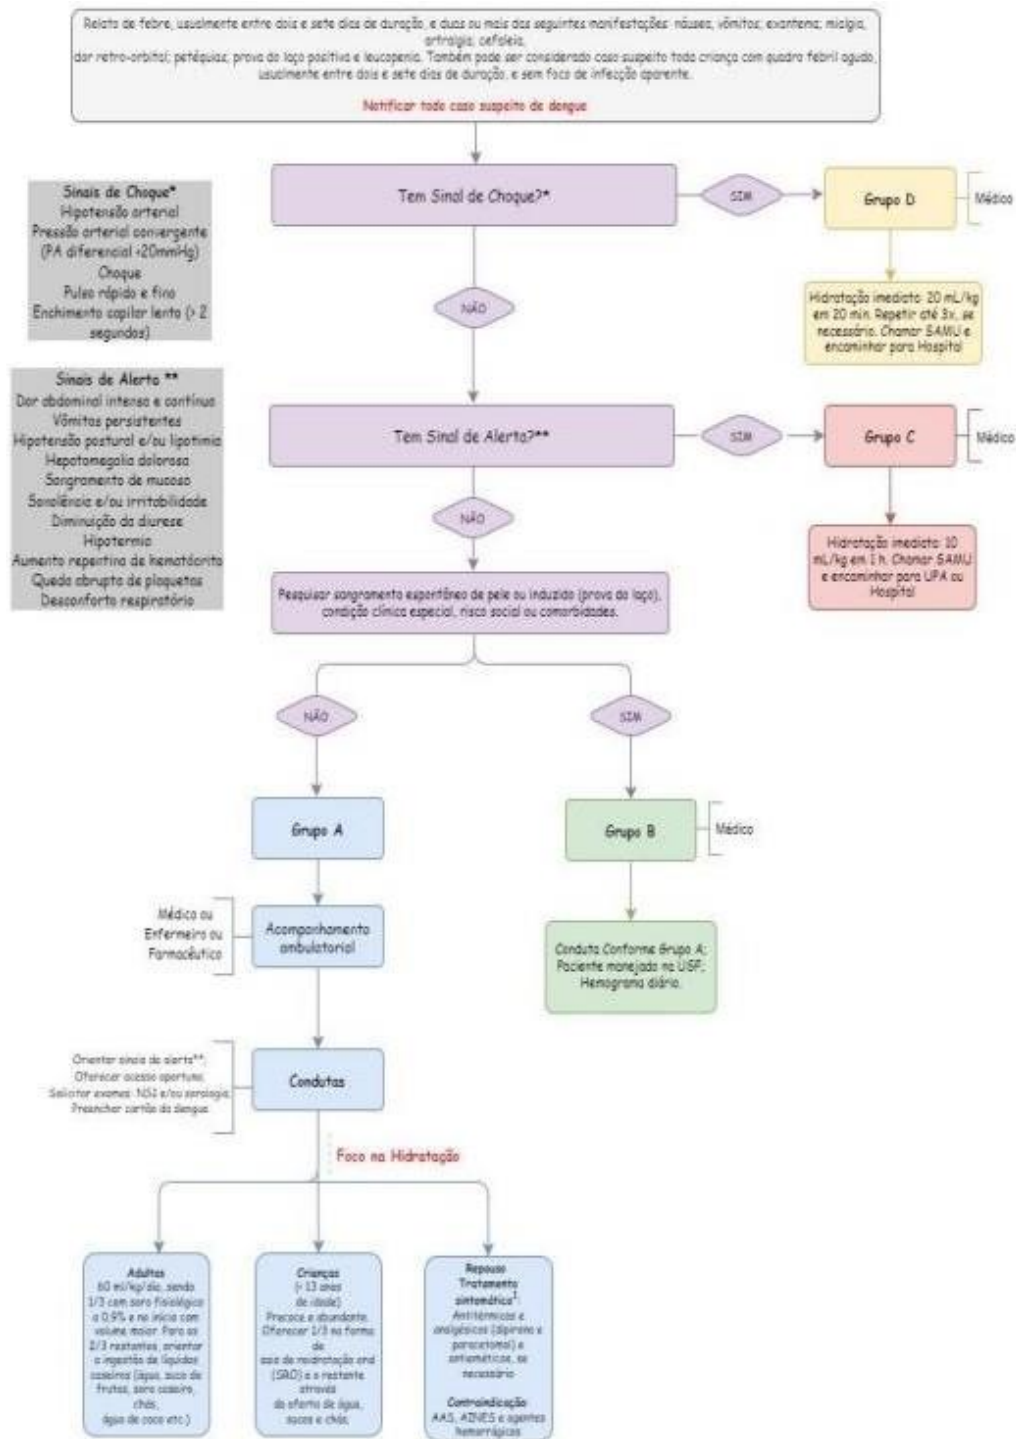 Relato de febre, usualmente entre dois e sete dias de duração, e duas ou mais das seguintes manifestações: náusea, vômitos; exantema; mialgia,
artralgia; cefaleia,
dor retro-orbital; petéquias; prova do laço positiva e leucopenia. Também pode ser considerado caso suspeito toda criança com quadro febril agudo,
usualmente entre dois e sete dias de duração, e sem foco de infecção aparente.
Notificar todo caso suspeito de dengue
Tem Sinal de Choque?*
SIM
Grupo D
Médico
Hidratação imediata: 20 mL/kg
em 20 min. Repetir até 3x, se
necessário. Chamar SAMU e
encaminhar para Hospital
Sinais de Choque*
Hipotensão arterial
Pressão arterial convergente
(PA diferencial <20mmHg)
Choque
Pulso rápido e fino
Enchimento capilar lento (> 2
segundos)
NÃO
Sinais de Alerta **
Dor abdominal intensa e contínua
Vômitos persistentes
Hipotensão postural e/ou lipotimia
Hepatomegalia dolorosa
Sangramento de mucosa
Sonolência e/ou irritabilidade
Diminuição da diurese
Hipotermia
Aumento repentino de hematócrito
Queda abrupta de plaquetas
Desconforto respiratório
Tem Sinal de Alerta?**
SIM
Grupo C
Médico
Hidratação imediata: 10
mL/kg em 1 h. Chamar SAMU
e encaminhar para UPA ou
Hospital
NÃO
Pesquisar sangramento espontâneo de pele ou induzido (prova do laço),
condição clínica especial, risco social ou comorbidades.
NÃO
SIM
Grupo A
Grupo B
Médico
Médico ou
Enfermeiro ou
Farmacêutico
Acompanhamento
ambulatorial
Conduta Conforme Grupo A;
Paciente manejado na USF;
Hemograma diário.
Orientar sinais de alerta**;
Oferecer acesso oportuno;
Solicitar exames: NS1 e/ou sorologia;
Preencher cartão da dengue
Condutas
Foco na Hidratação
Adultos
60 ml/kg/dia, sendo
1/3 com soro fisiológico
a 0,9% e no início com
volume maior. Para os
2/3 restantes, orientar
a ingestão de líquidos
caseiros (água, suco de
frutas, soro caseiro,
chás,
água de coco etc.)
Crianças
(< 13 anos
de idade)
Precoce e abundante.
Oferecer 1/3 na forma
de
sais de reidratação oral
(SRO) e o restante
através
da oferta de água,
sucos e chás.
Repouso
Tratamento
sintomático¹:
Antitérmicos e
analgésicos (dipirona e
paracetamol) e
antieméticos, se
necessário
Contraindicação
AAS, AINES e agentes
hemorrágicos